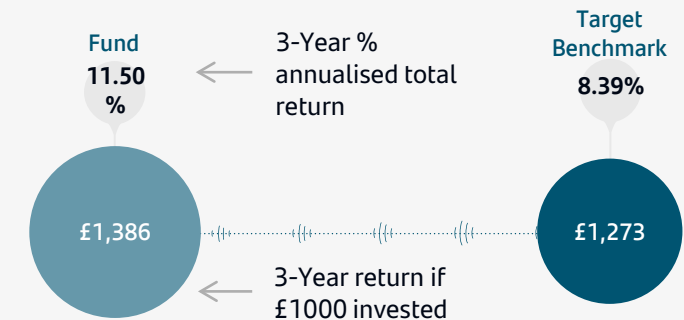 Fund
11.50
%
3-Year %
annualised total
return
Target
Benchmark
8.39%
£1,386
£1,273
3-Year return if
£1000 invested